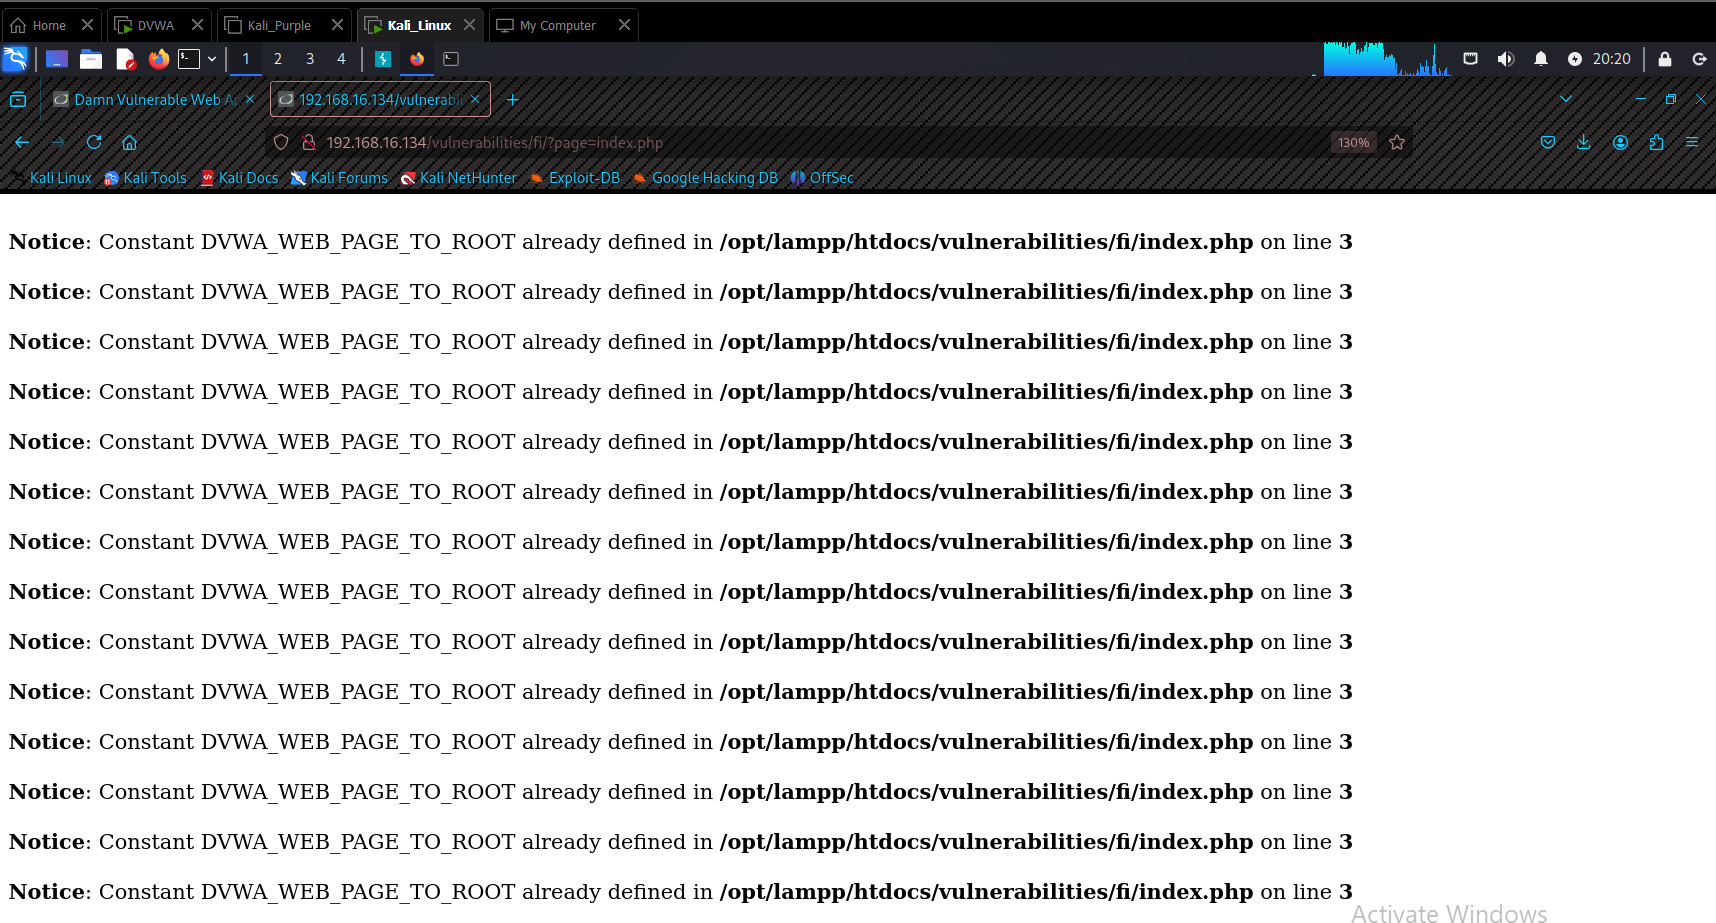 Home DVWA Kali_Purple Kali_Linux My Computer
1 2 3 4 20:20
Damn Vulnerable Web Ap 192.168.16.134/vulnerabil
192.168.16.134/vulnerabilities/fi/?page=index.php 130%
Kali Linux Kali Tools Kali Docs Kali Forums Kali NetHunter Exploit-DB Google Hacking DB OffSec
Notice: Constant DVWA_WEB_PAGE_TO_ROOT already defined in /opt/lampp/htdocs/vulnerabilities/fi/index.php on line 3
Notice: Constant DVWA_WEB_PAGE_TO_ROOT already defined in /opt/lampp/htdocs/vulnerabilities/fi/index.php on line 3
Notice: Constant DVWA_WEB_PAGE_TO_ROOT already defined in /opt/lampp/htdocs/vulnerabilities/fi/index.php on line 3
Notice: Constant DVWA_WEB_PAGE_TO_ROOT already defined in /opt/lampp/htdocs/vulnerabilities/fi/index.php on line 3
Notice: Constant DVWA_WEB_PAGE_TO_ROOT already defined in /opt/lampp/htdocs/vulnerabilities/fi/index.php on line 3
Notice: Constant DVWA_WEB_PAGE_TO_ROOT already defined in /opt/lampp/htdocs/vulnerabilities/fi/index.php on line 3
Notice: Constant DVWA_WEB_PAGE_TO_ROOT already defined in /opt/lampp/htdocs/vulnerabilities/fi/index.php on line 3
Notice: Constant DVWA_WEB_PAGE_TO_ROOT already defined in /opt/lampp/htdocs/vulnerabilities/fi/index.php on line 3
Notice: Constant DVWA_WEB_PAGE_TO_ROOT already defined in /opt/lampp/htdocs/vulnerabilities/fi/index.php on line 3
Notice: Constant DVWA_WEB_PAGE_TO_ROOT already defined in /opt/lampp/htdocs/vulnerabilities/fi/index.php on line 3
Notice: Constant DVWA_WEB_PAGE_TO_ROOT already defined in /opt/lampp/htdocs/vulnerabilities/fi/index.php on line 3
Notice: Constant DVWA_WEB_PAGE_TO_ROOT already defined in /opt/lampp/htdocs/vulnerabilities/fi/index.php on line 3
Notice: Constant DVWA_WEB_PAGE_TO_ROOT already defined in /opt/lampp/htdocs/vulnerabilities/fi/index.php on line 3
Notice: Constant DVWA_WEB_PAGE_TO_ROOT already defined in /opt/lampp/htdocs/vulnerabilities/fi/index.php on line 3
Activate Windows